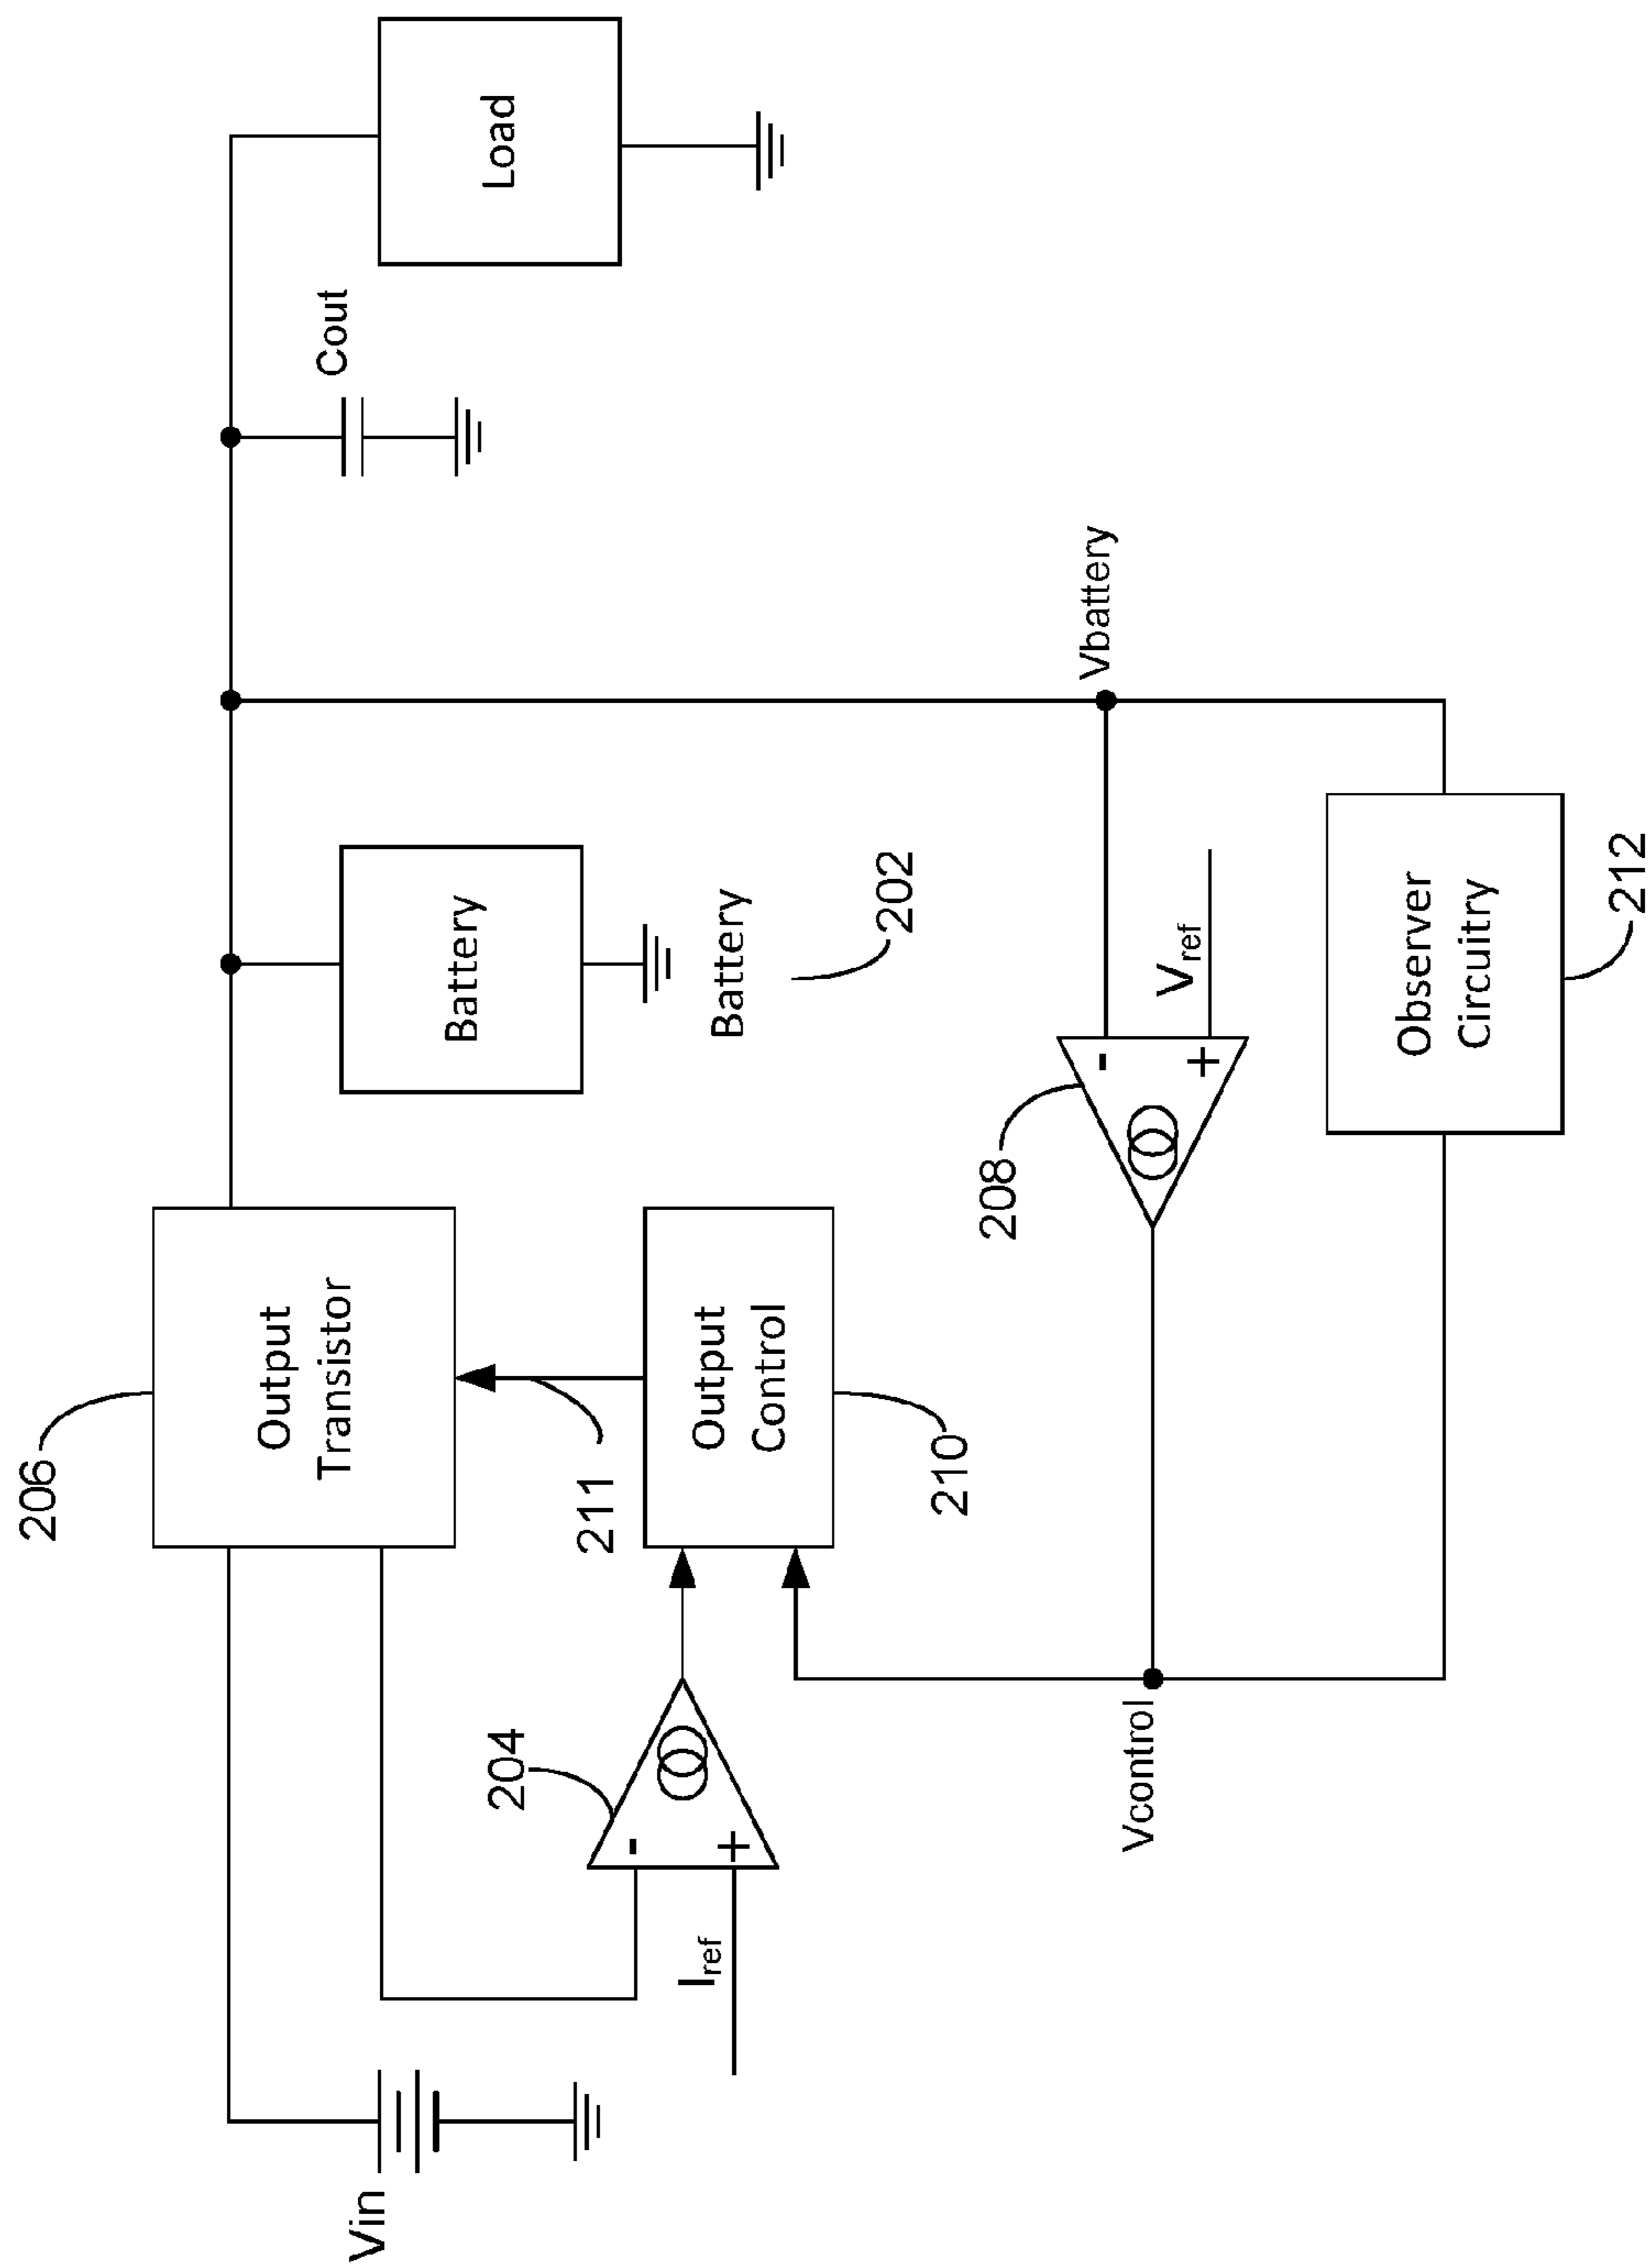 206
Output
Transistor
Vin
Load
Cout
Battery
211
Output
Control
204
-
+
Iref
210
Battery
202
208
-
+
Vref
Vbattery
Vcontrol
Observer
Circuitry
212